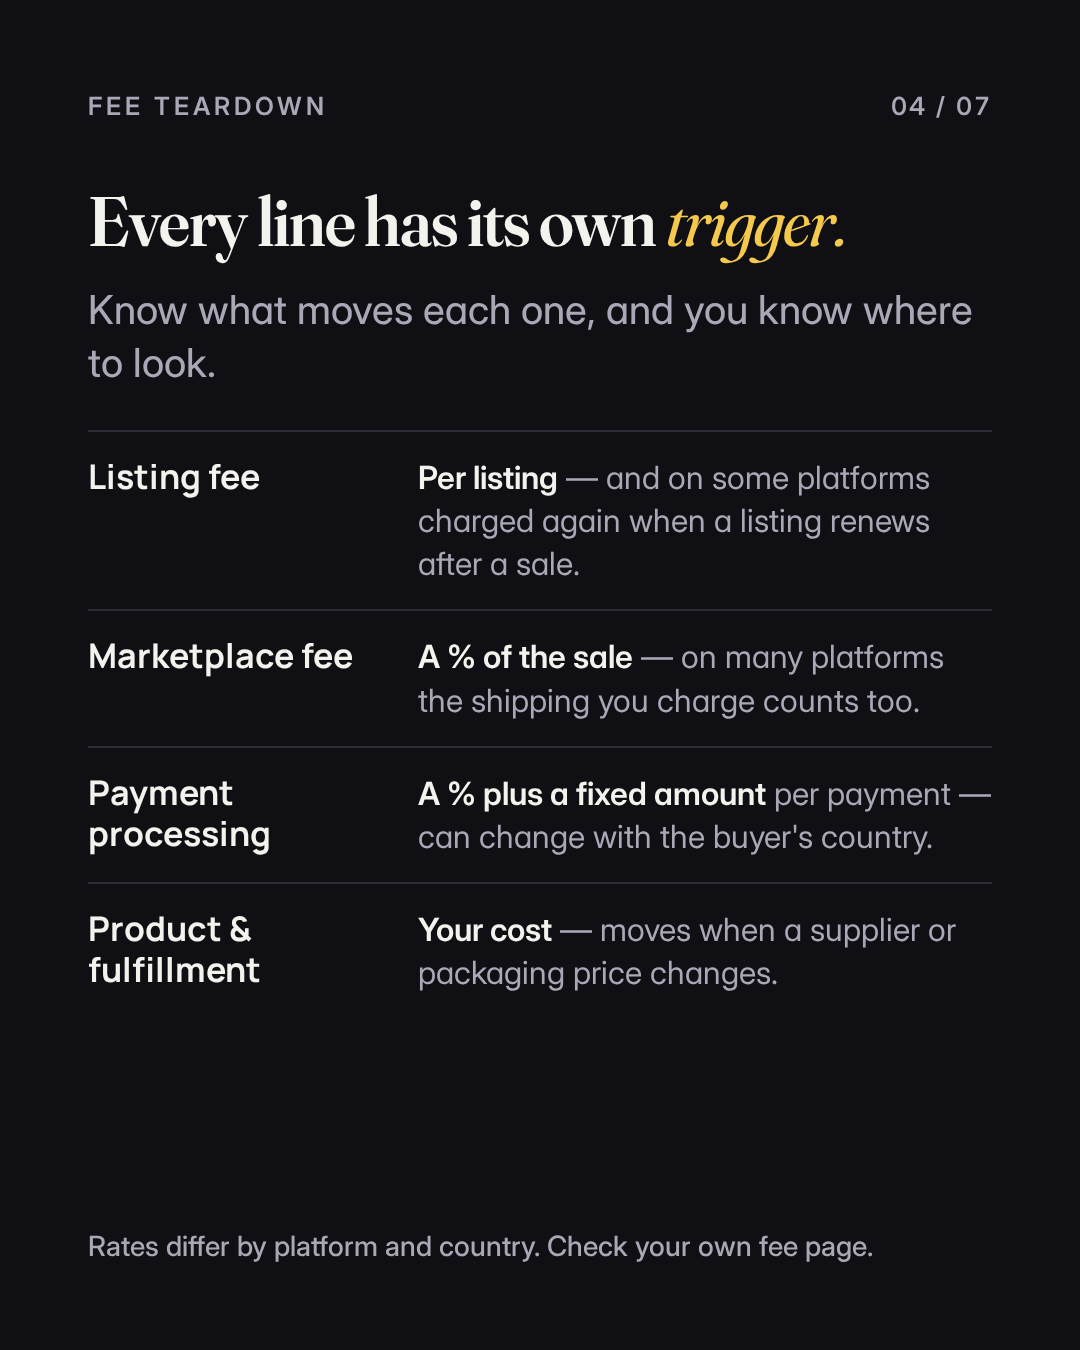 FEE TEARDOWN
04 / 07
Every line has its own trigger.
Know what moves each one, and you know where
to look.
Listing fee
Per listing — and on some platforms
charged again when a listing renews
after a sale.
Marketplace fee
A % of the sale — on many platforms
the shipping you charge counts too.
Payment
processing
A % plus a fixed amount per payment —
can change with the buyer's country.
Product &
fulfillment
Your cost — moves when a supplier or
packaging price changes.
Rates differ by platform and country. Check your own fee page.